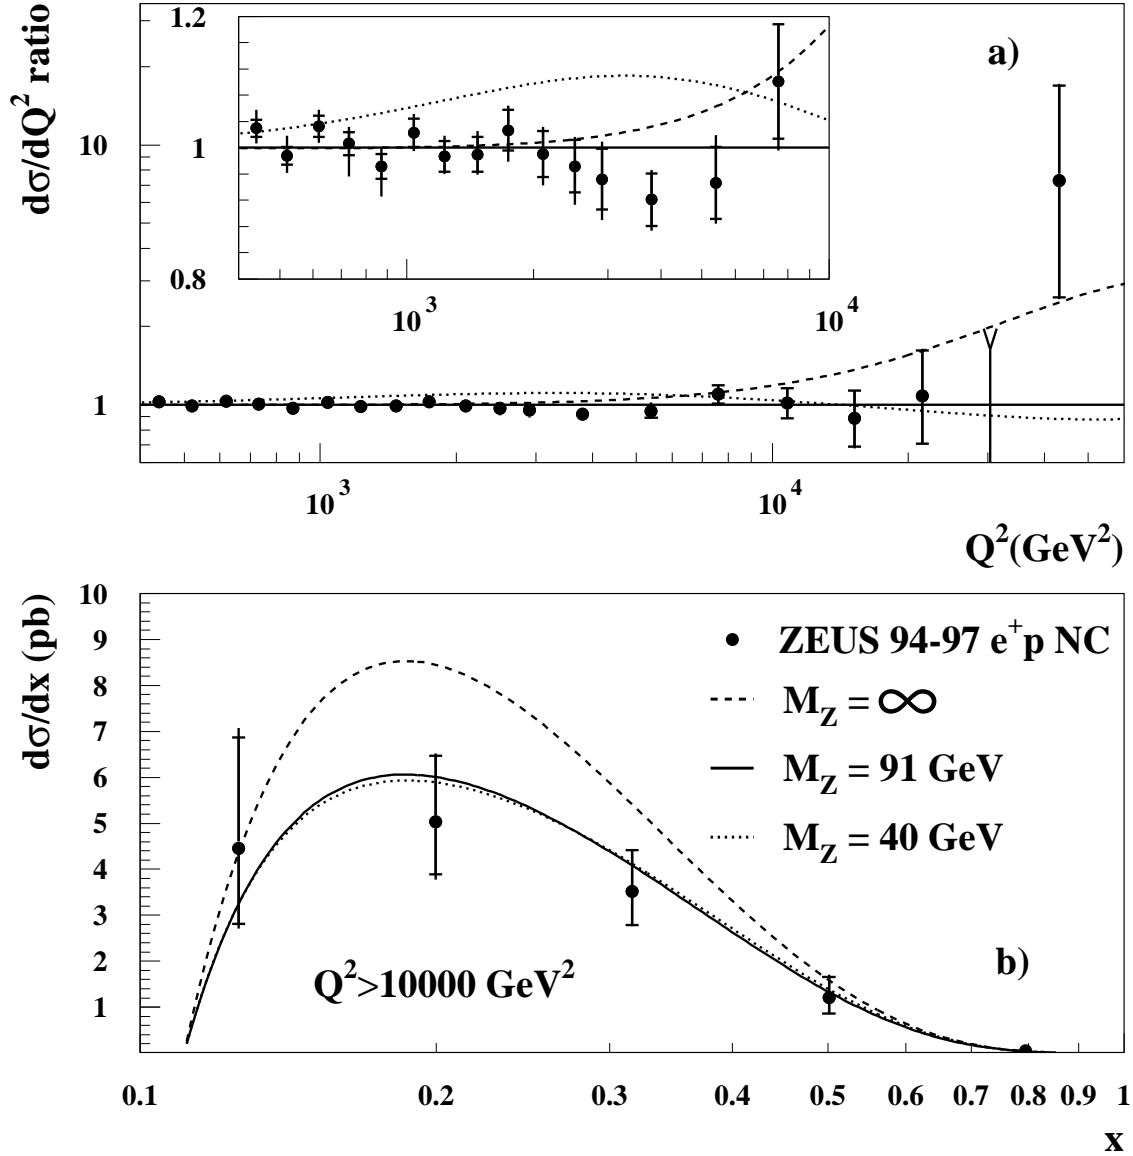 dσ/dQ² ratio
a)
1.2
1
0.8
10³
10⁴
10
1
10³
10⁴
Q²(GeV²)
dσ/dx (pb)
10
9
8
7
6
5
4
3
2
1
ZEUS 94-97 e⁺p NC
M_Z = ∞
M_Z = 91 GeV
M_Z = 40 GeV
Q²>10000 GeV²
b)
0.1 0.2 0.3 0.4 0.5 0.6 0.7 0.8 0.9 1
x